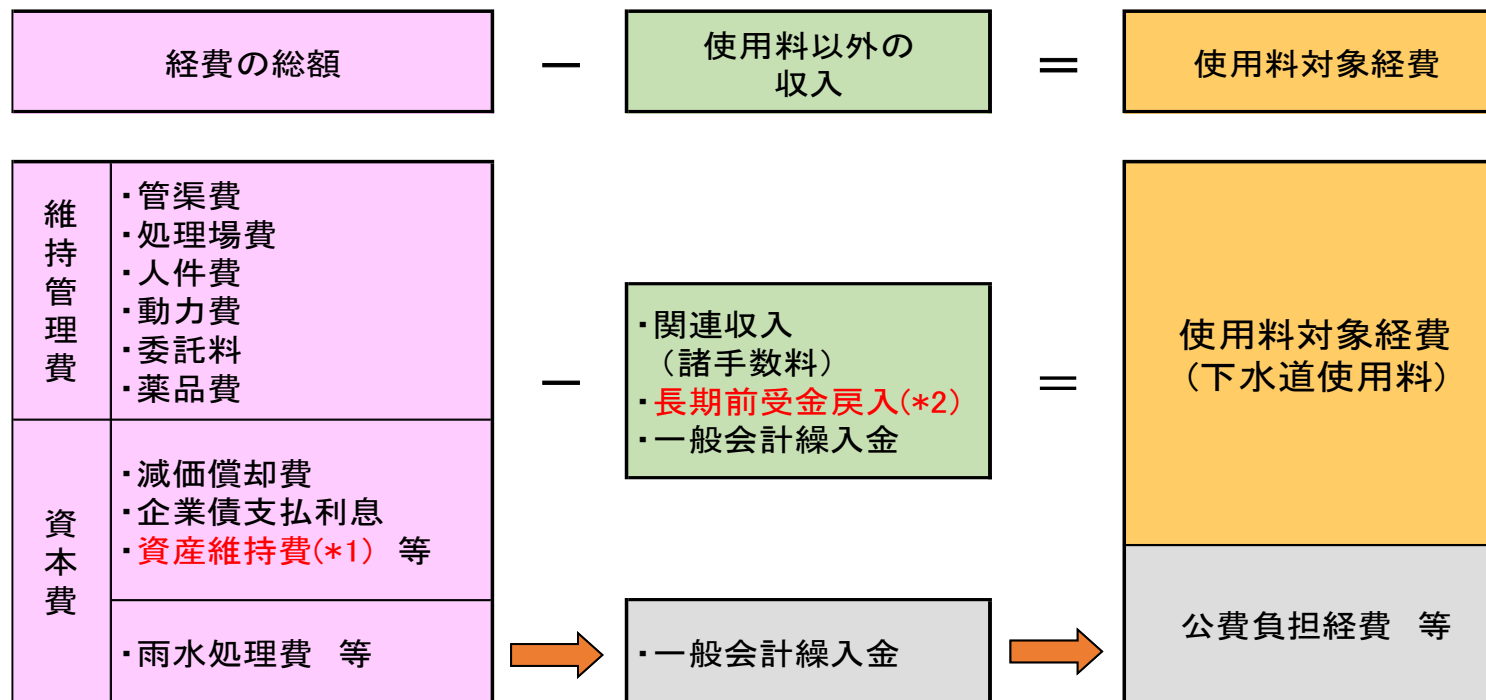 経費の総額
－
使用料以外の
収入
＝
使用料対象経費
維持管理費
・管渠費
・処理場費
・人件費
・動力費
・委託料
・薬品費
資本費
・減価償却費
・企業債支払利息
・資産維持費(*1) 等
・雨水処理費 等
－
・関連収入
（諸手数料）
・長期前受金戻入(*2)
・一般会計繰入金
・一般会計繰入金
＝
使用料対象経費
(下水道使用料)
公費負担経費 等